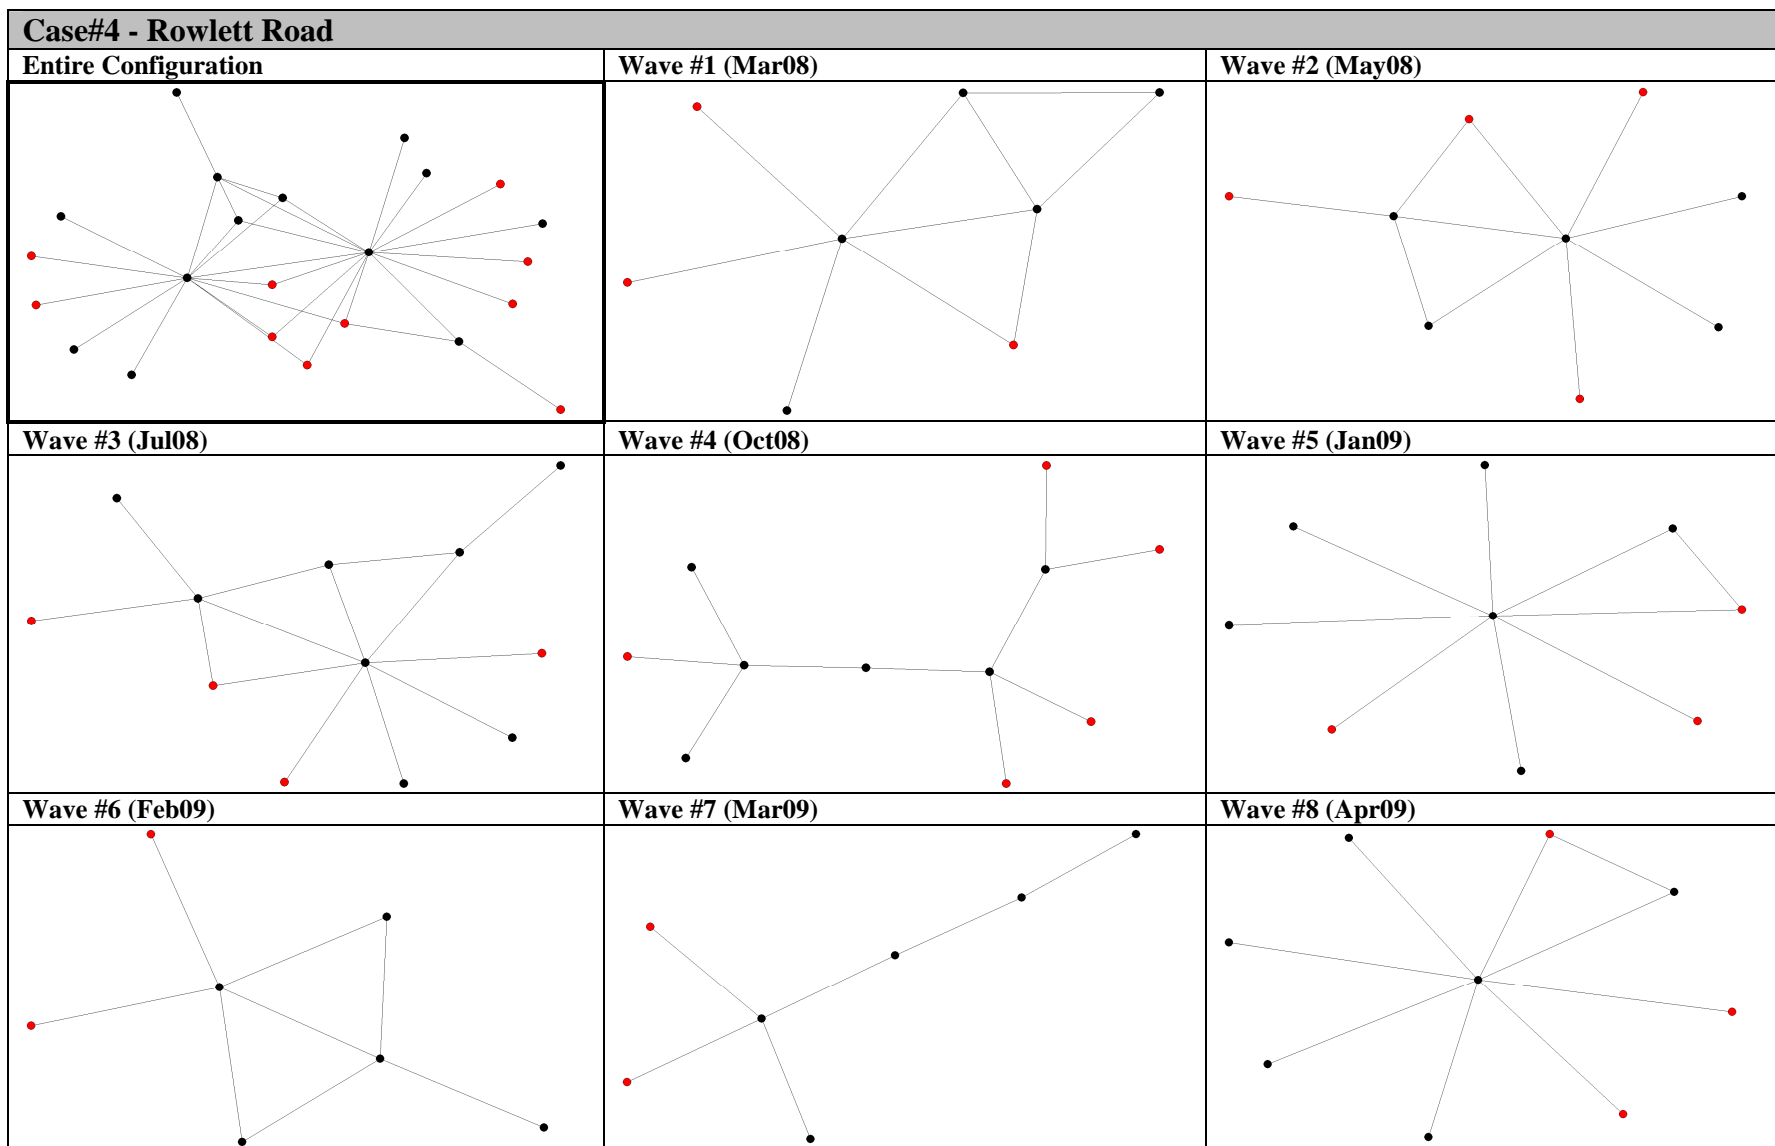 Case#4 - Rowlett Road
Entire Configuration
Wave #1 (Mar08)
Wave #2 (May08)
Wave #3 (Jul08)
Wave #4 (Oct08)
Wave #5 (Jan09)
Wave #6 (Feb09)
Wave #7 (Mar09)
Wave #8 (Apr09)